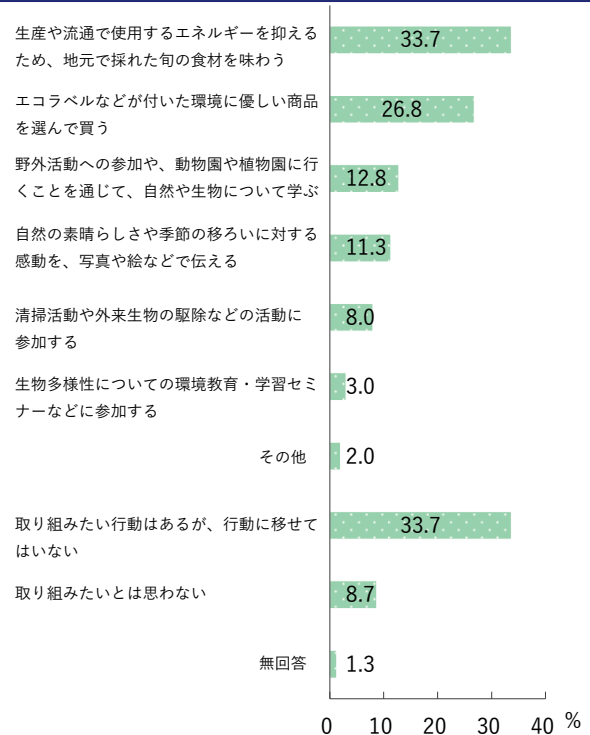 生産や流通で使用するエネルギーを抑える
ため、地元で採れた旬の食材を味わう
33.7
エコラベルなどが付いた環境に優しい商品
を選んで買う
26.8
野外活動への参加や、動物園や植物園に行
くことを通じて、自然や生物について学ぶ
12.8
自然の素晴らしさや季節の移ろいに対する
感動を、写真や絵などで伝える
11.3
清掃活動や外来生物の駆除などの活動に
参加する
8.0
生物多様性についての環境教育・学習セミ
ナーなどに参加する
3.0
その他
2.0
取り組みたい行動はあるが、行動に移せて
はいない
33.7
取り組みたいとは思わない
8.7
無回答
1.3
0 10 20 30 40 %